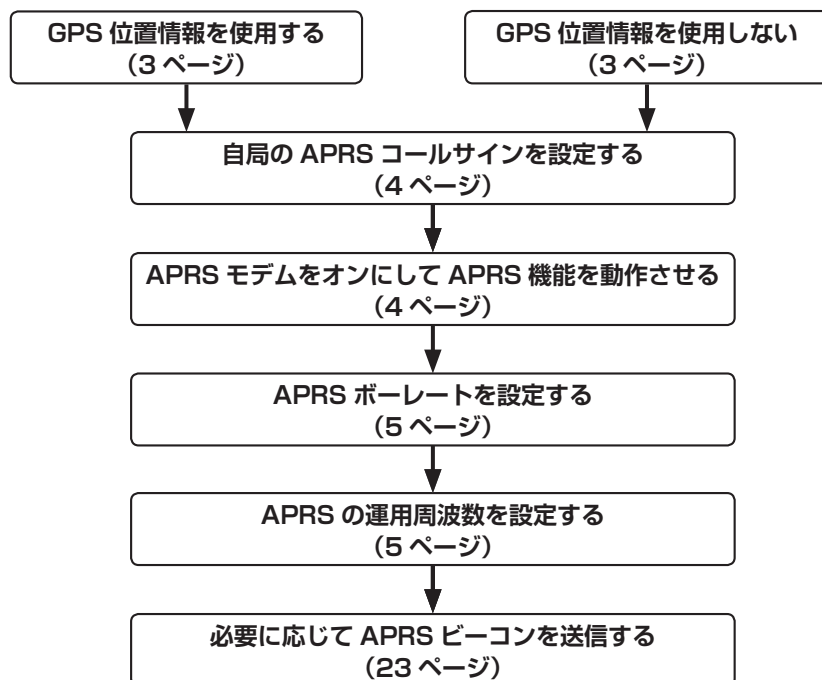 GPS 位置情報を使用する
（3 ページ）
GPS 位置情報を使用しない
（3 ページ）
自局の APRS コールサインを設定する
（4 ページ）
APRS モデムをオンにして APRS 機能を動作させる
（4 ページ）
APRS ボーレートを設定する
（5 ページ）
APRS の運用周波数を設定する
（5 ページ）
必要に応じて APRS ビーコンを送信する
（23 ページ）